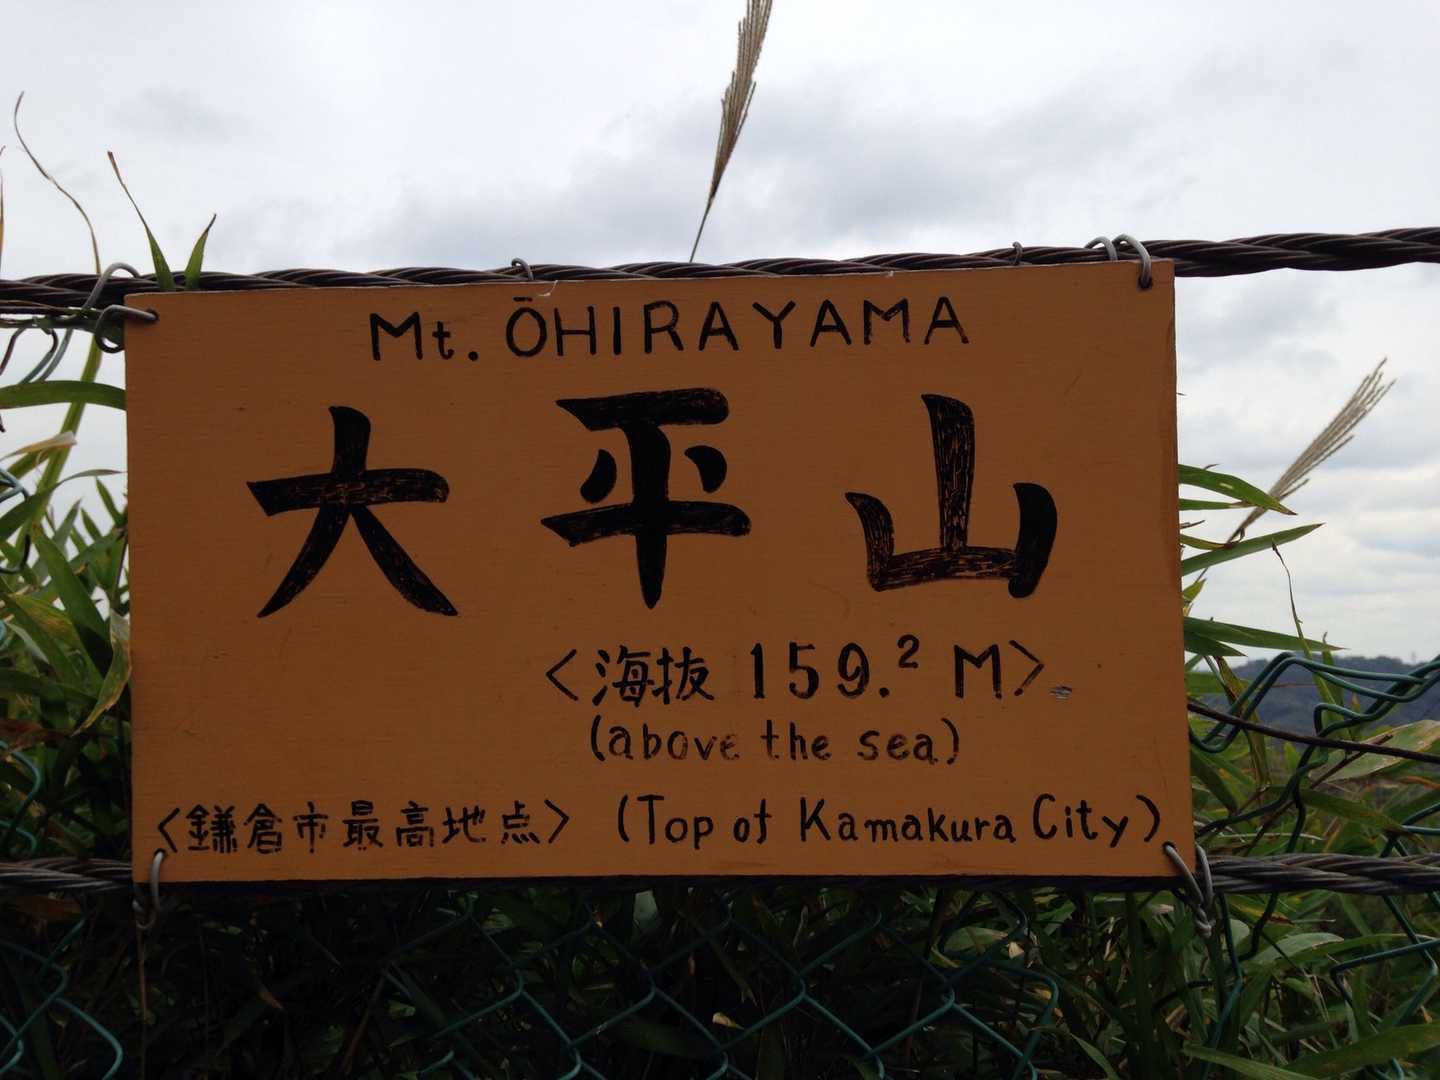 Mt. ŌHIRAYAMA
大平山
<海抜 159.² M>
(above the sea)
<鎌倉市最高地点> (Top of Kamakura City)